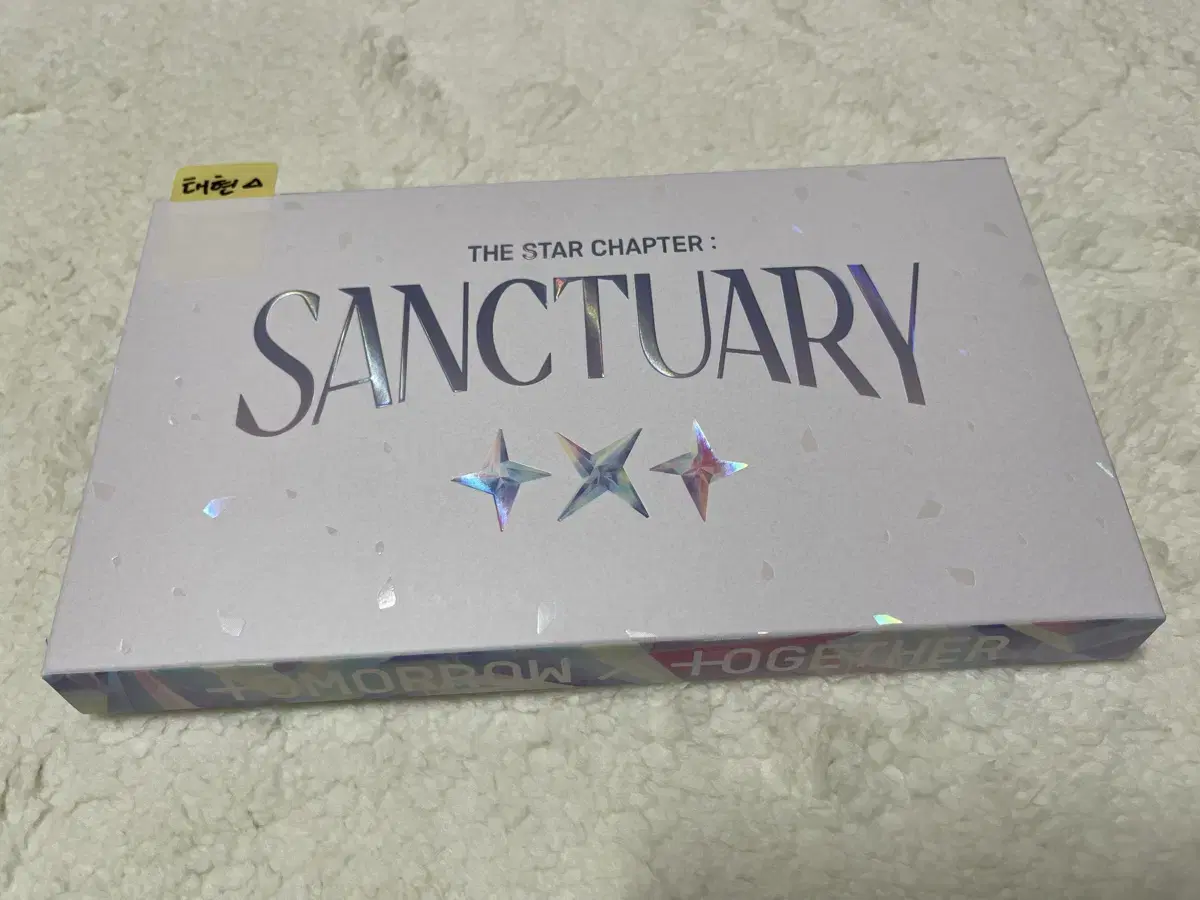 태현 △
THE STAR CHAPTER :
SANCTUARY
TOMORROW X TOGETHER